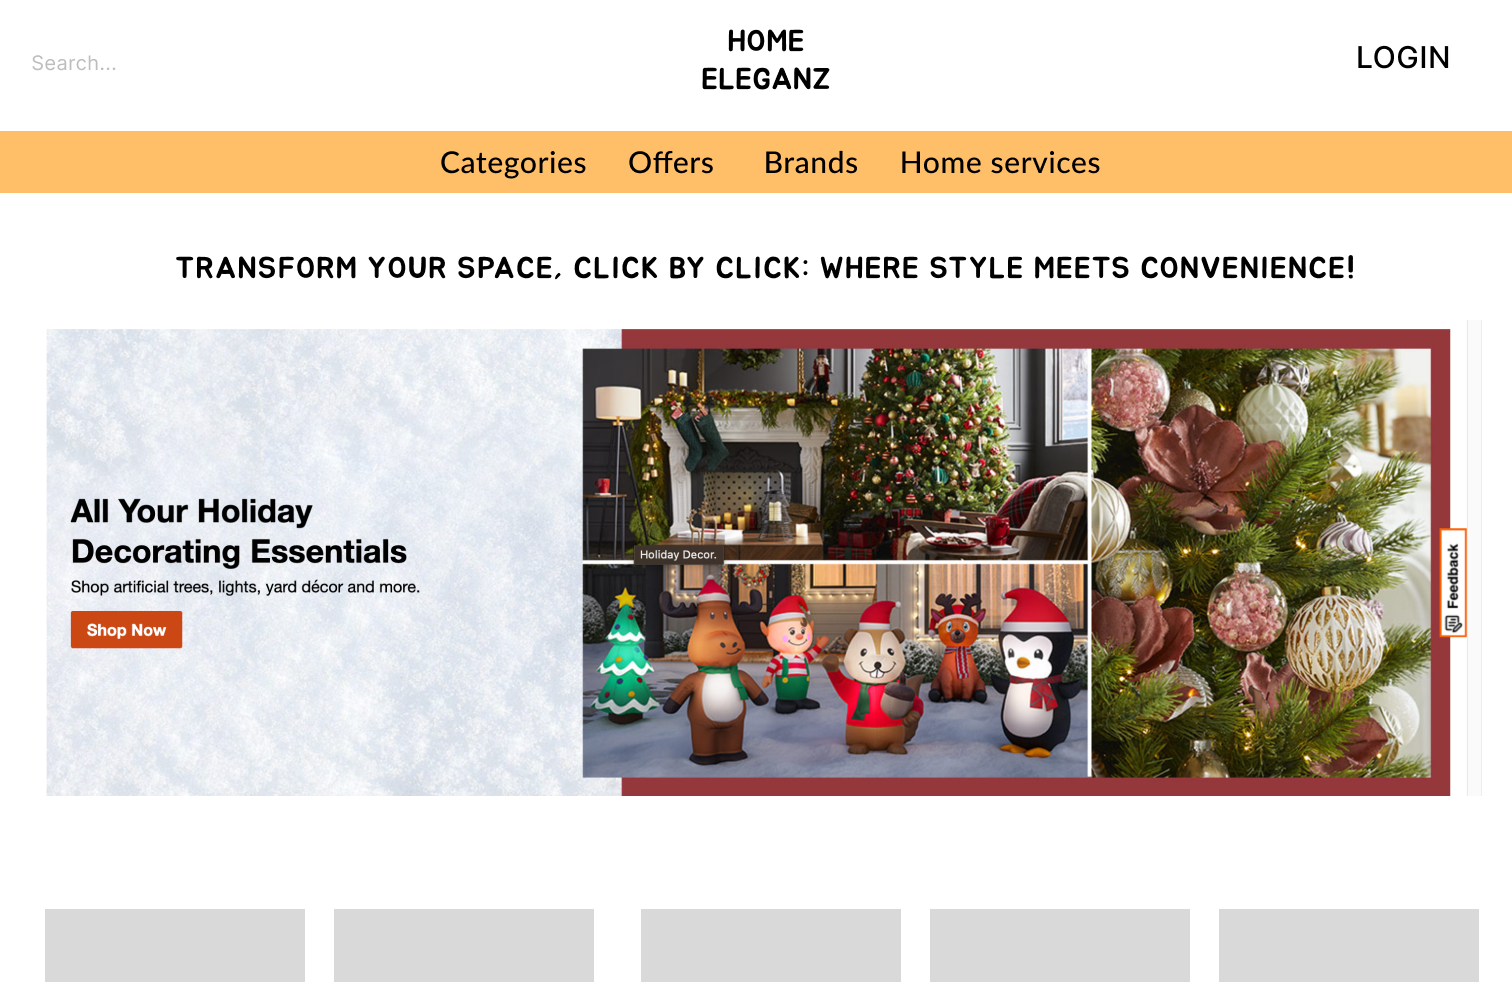 Search...
HOME
ELEGANZ
LOGIN
Categories Offers Brands Home services
TRANSFORM YOUR SPACE, CLICK BY CLICK: WHERE STYLE MEETS CONVENIENCE!
All Your Holiday
Decorating Essentials
Shop artificial trees, lights, yard décor and more.
Shop Now
Holiday Decor.
Feedback